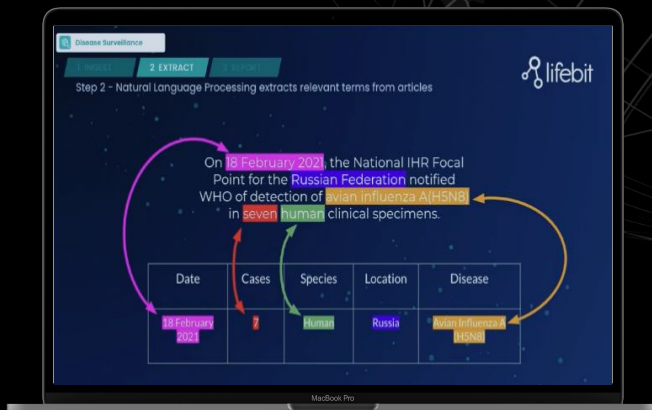 Disease Surveillance
1 INGEST
2 EXTRACT
3 REPORT
lifebit
Step 2 - Natural Language Processing extracts relevant terms from articles
On 18 February 2021, the National IHR Focal
Point for the Russian Federation notified
WHO of detection of avian influenza A(H5N8)
in seven human clinical specimens.
Date Cases Species Location Disease
18 February 7 Human Russia Avian Influenza A
2021 (H5N8)
MacBook Pro